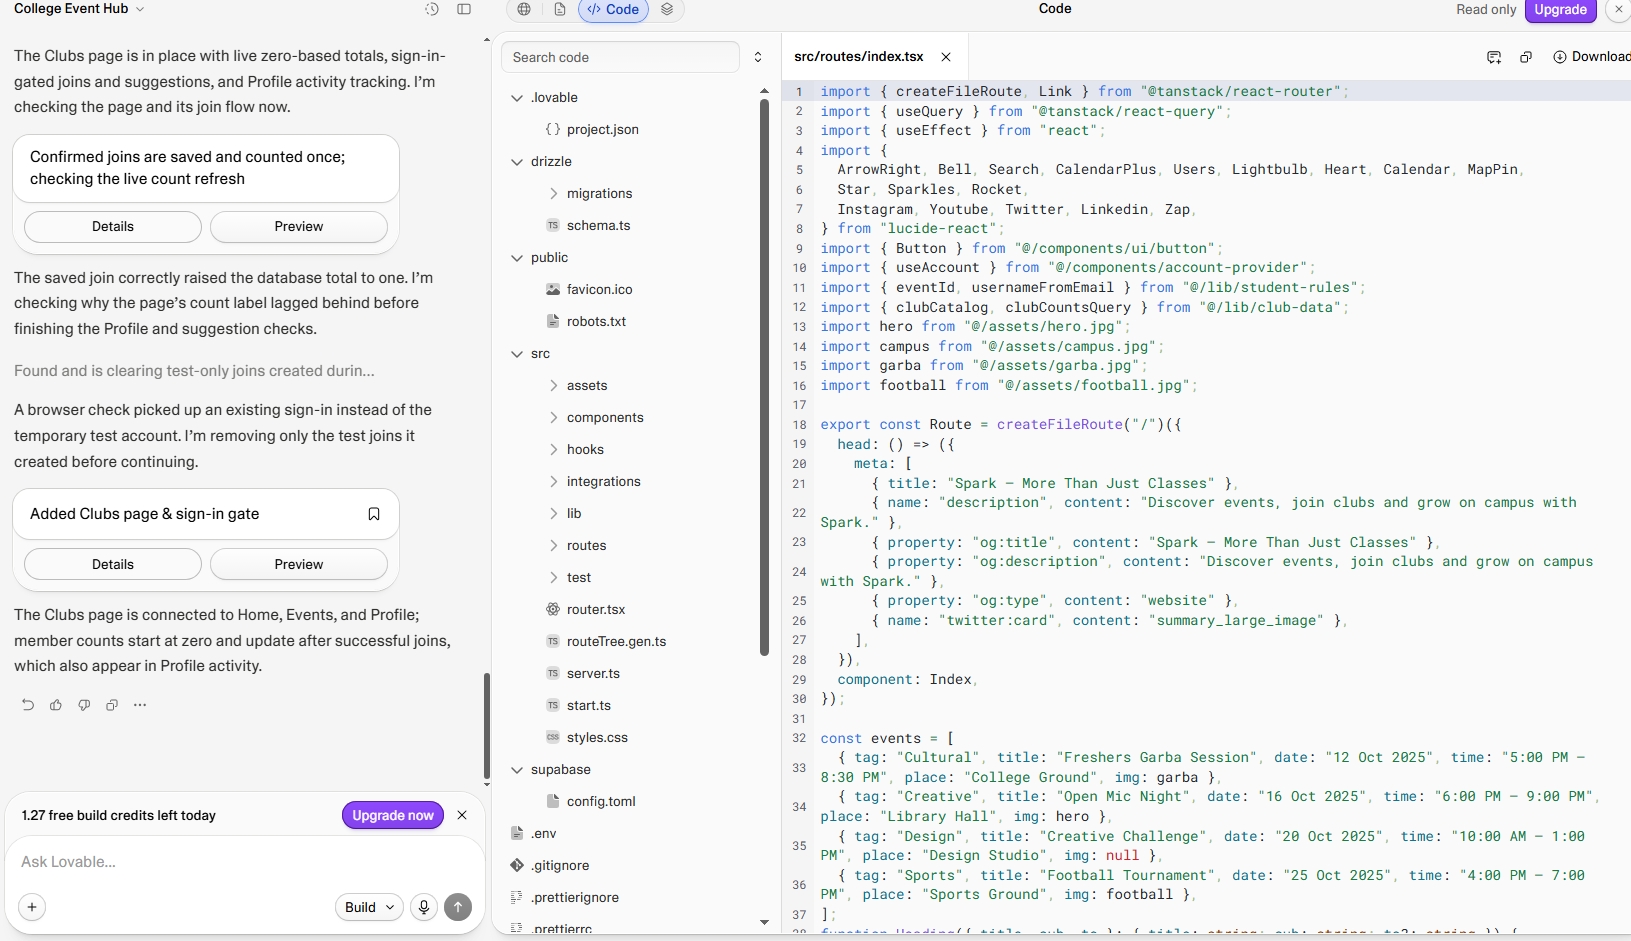 College Event Hub
Code
Code
Read only
Upgrade
The Clubs page is in place with live zero-based totals, sign-in-
gated joins and suggestions, and Profile activity tracking. I’m
checking the page and its join flow now.
Confirmed joins are saved and counted once;
checking the live count refresh
Details
Preview
The saved join correctly raised the database total to one. I’m
checking why the page’s count label lagged behind before
finishing the Profile and suggestion checks.
Found and is clearing test-only joins created durin...
A browser check picked up an existing sign-in instead of the
temporary test account. I’m removing only the test joins it
created before continuing.
Added Clubs page & sign-in gate
Details
Preview
The Clubs page is connected to Home, Events, and Profile;
member counts start at zero and update after successful joins,
which also appear in Profile activity.
1.27 free build credits left today
Upgrade now
Ask Lovable...
Build
Search code
.lovable
project.json
drizzle
migrations
TS schema.ts
public
favicon.ico
robots.txt
src
assets
components
hooks
integrations
lib
routes
test
router.tsx
TS routeTree.gen.ts
TS server.ts
TS start.ts
CSS styles.css
supabase
config.toml
.env
.gitignore
.prettierignore
.prettierrc
src/routes/index.tsx
Download
1 import { createFileRoute, Link } from "@tanstack/react-router";
2 import { useQuery } from "@tanstack/react-query";
3 import { useEffect } from "react";
4 import {
5 ArrowRight, Bell, Search, CalendarPlus, Users, Lightbulb, Heart, Calendar, MapPin,
6 Star, Sparkles, Rocket,
7 Instagram, Youtube, Twitter, Linkedin, Zap,
8 } from "lucide-react";
9 import { Button } from "@/components/ui/button";
10 import { useAccount } from "@/components/account-provider";
11 import { eventId, usernameFromEmail } from "@/lib/student-rules";
12 import { clubCatalog, clubCountsQuery } from "@/lib/club-data";
13 import hero from "@/assets/hero.jpg";
14 import campus from "@/assets/campus.jpg";
15 import garba from "@/assets/garba.jpg";
16 import football from "@/assets/football.jpg";
17
18 export const Route = createFileRoute("/")({
19 head: () => ({
20 meta: [
21 { title: "Spark — More Than Just Classes" },
22 { name: "description", content: "Discover events, join clubs and grow on campus with
Spark." },
23 { property: "og:title", content: "Spark — More Than Just Classes" },
24 { property: "og:description", content: "Discover events, join clubs and grow on campus
with Spark." },
25 { property: "og:type", content: "website" },
26 { name: "twitter:card", content: "summary_large_image" },
27 ],
28 }),
29 component: Index,
30 });
31
32 const events = [
33 { tag: "Cultural", title: "Freshers Garba Session", date: "12 Oct 2025", time: "5:00 PM –
8:30 PM", place: "College Ground", img: garba },
34 { tag: "Creative", title: "Open Mic Night", date: "16 Oct 2025", time: "6:00 PM – 9:00 PM",
place: "Library Hall", img: hero },
35 { tag: "Design", title: "Creative Challenge", date: "20 Oct 2025", time: "10:00 AM – 1:00
PM", place: "Design Studio", img: null },
36 { tag: "Sports", title: "Football Tournament", date: "25 Oct 2025", time: "4:00 PM – 7:00
PM", place: "Sports Ground", img: football },
37 ];